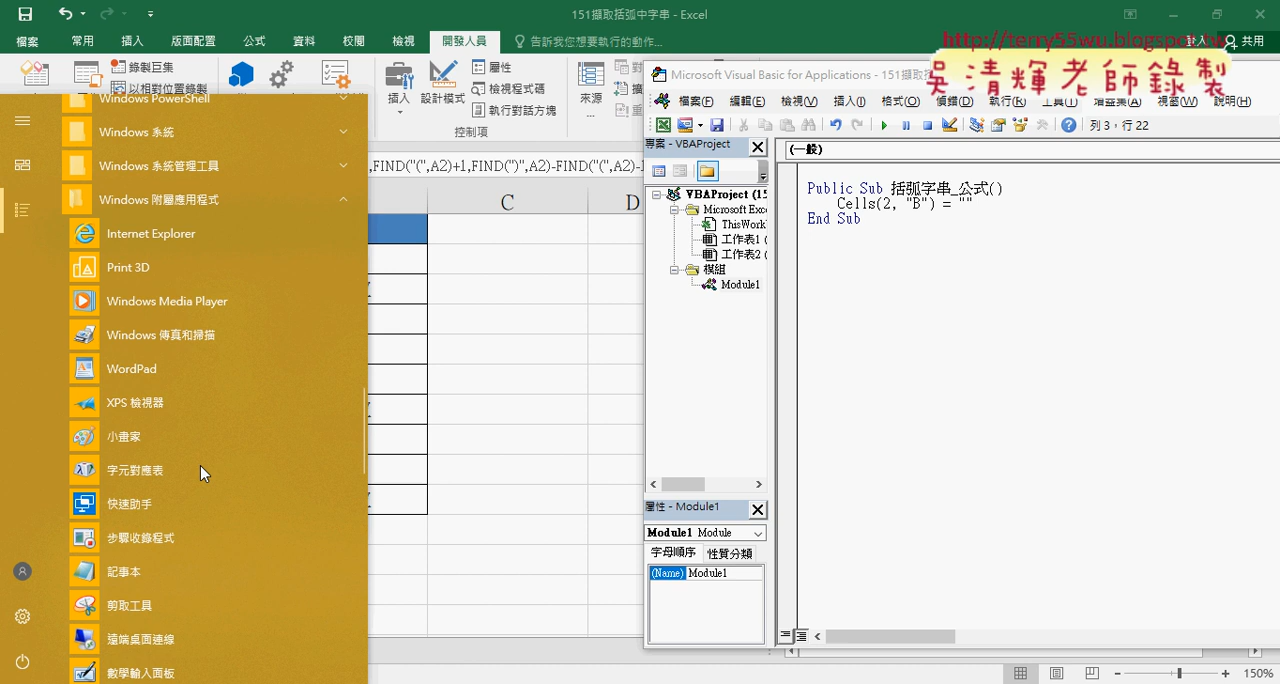 151擷取括弧中字串 - Excel
檔案 常用 插入 版面配置 公式 資料 校閱 檢視 開發人員 告訴我您想要執行的動作... 登入 共用
http://terry55wu.blogspot.tw
吳清輝老師錄製
錄製巨集
以相對位置錄製
插入
設計模式
屬性
檢視程式碼
執行對話方塊
控制項
來源
Microsoft Visual Basic for Applications - 151擷取
檔案(F) 編輯(E) 檢視(V) 插入(I) 格式(O) 偵錯(D) 執行(R) 工具(T) 增益集(A) 視窗(W) 說明(H)
列 3，行 22
,FIND("(",A2)+1,FIND(")",A2)-FIND("(",A2)-1
C D
專案 - VBAProject
VBAProject (15
Microsoft Exc
ThisWork
工作表1 (
工作表2 (
模組
Module1
(一般)
Public Sub 括弧字串_公式()
Cells(2, "B") = ""
End Sub
屬性 - Module1
Module1 Module
字母順序 性質分類
(Name) Module1
Windows PowerShell
Windows 系統
Windows 系統管理工具
Windows 附屬應用程式
Internet Explorer
Print 3D
Windows Media Player
Windows 傳真和掃描
WordPad
XPS 檢視器
小畫家
字元對應表
快速助手
步驟收錄程式
記事本
剪取工具
遠端桌面連線
數學輸入面板
150%